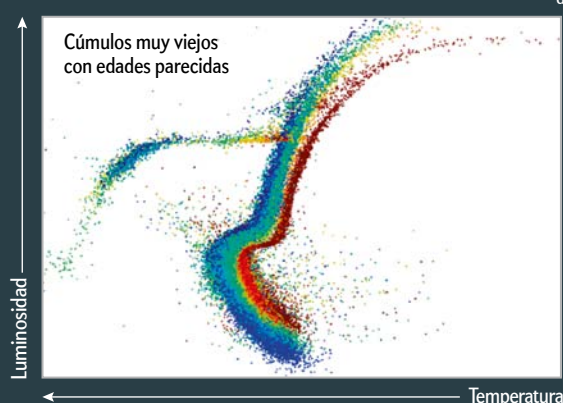 Cúmulos muy viejos
con edades parecidas
Luminosidad
Temperatura